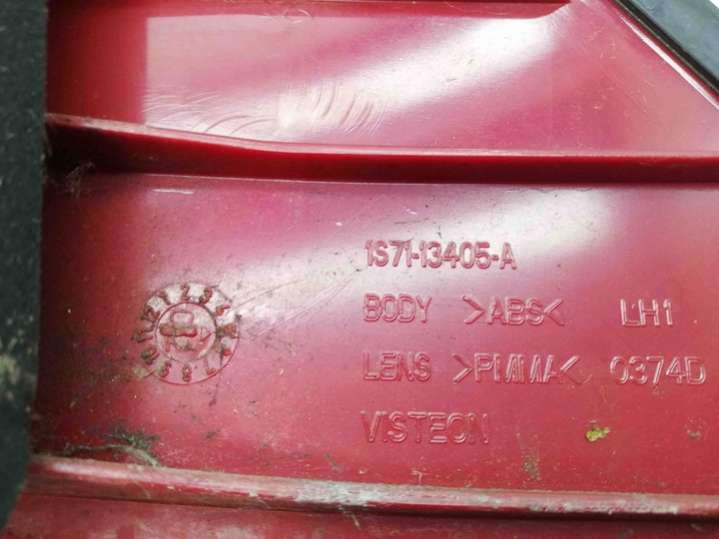 1S71-13405-A
BODY >ABS< LH1
LENS >PMMA< 0374D
VISTEON